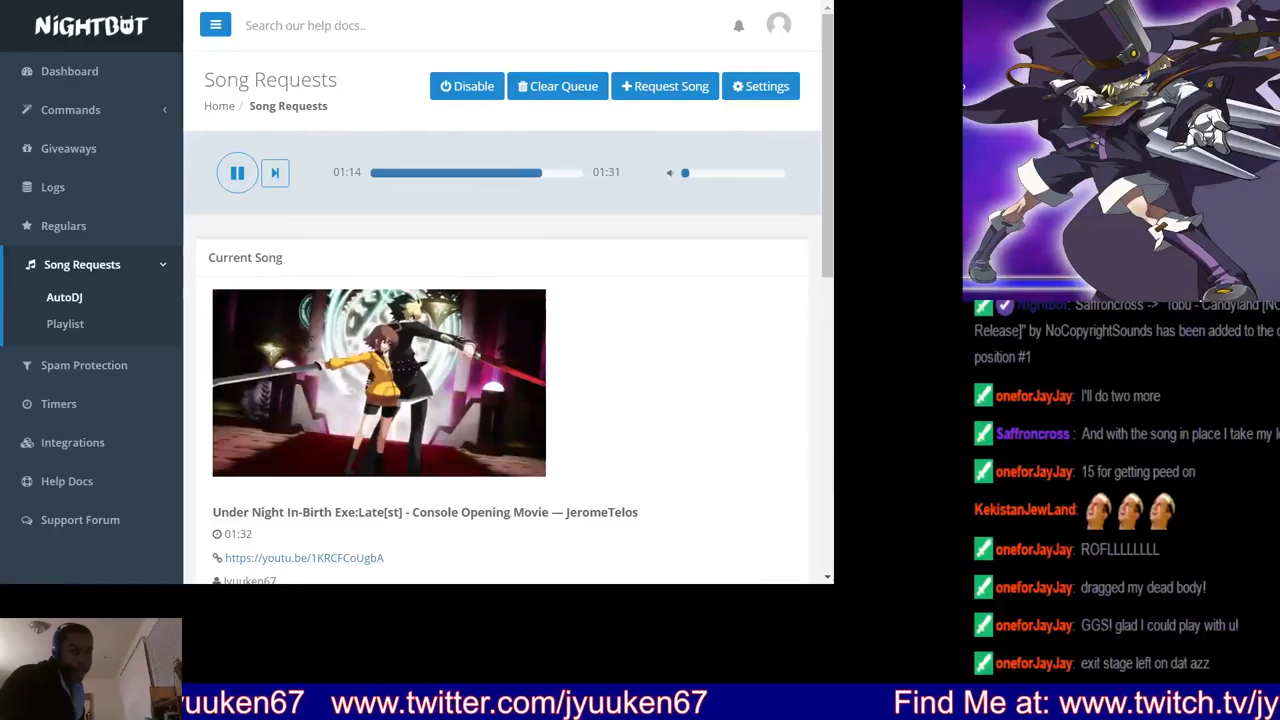 NiGHTBOT
Search our help docs..
Dashboard
Commands
Giveaways
Logs
Regulars
Song Requests
AutoDJ
Playlist
Spam Protection
Timers
Integrations
Help Docs
Support Forum
Song Requests
Home / Song Requests
Disable
Clear Queue
Request Song
Settings
01:14
01:31
Current Song
Under Night In-Birth Exe:Late[st] - Console Opening Movie — JeromeTelos
01:32
https://youtu.be/1KRCFCoUgbA
Jyuuken67
Nightbot: Saffroncross -> "Tobu - Candyland [N
Release]" by NoCopyrightSounds has been added to the
position #1
oneforJayJay: I'll do two more
Saffroncross : And with the song in place I take my
oneforJayJay: 15 for getting peed on
KekistanJewLand:
oneforJayJay: ROFLLLLLLLL
oneforJayJay: dragged my dead body!
oneforJayJay: GGS! glad I could play with u!
oneforJayJay: exit stage left on dat azz
yuuken67 www.twitter.com/jyuuken67 Find Me at: www.twitch.tv/jy